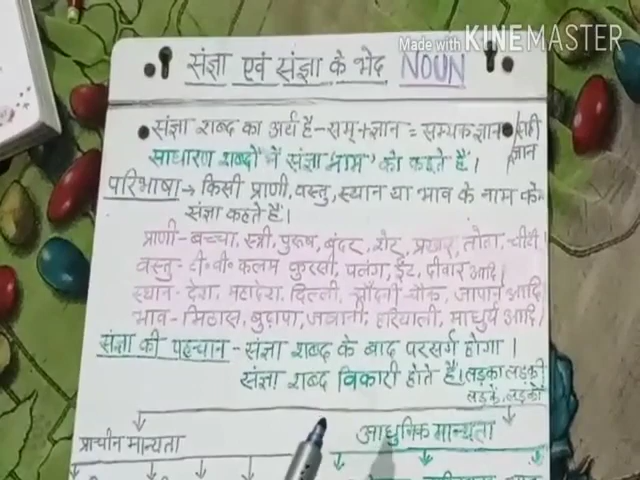 Made with KINEMASTER
संज्ञा एवं संज्ञा के भेद NOUN
संज्ञा शब्द का अर्थ है - सम् + ज्ञान = सम्यक ज्ञान / सही ज्ञान
साधारण शब्दों में संज्ञा 'नाम' को कहते हैं।
परिभाषा → किसी प्राणी, वस्तु, स्थान या भाव के नाम को
संज्ञा कहते हैं।
प्राणी - बच्चा, स्त्री, पुरूष, बंदर, शेर, तोता, चींटी।
वस्तु - टी॰ वी॰ कलम कुरसी, पलंग, ईंट, दीवार आदि।
स्थान - देश, महादेश, दिल्ली, चाँदनी चौक, जापान आदि
भाव - मिठास, बुढ़ापा, जवानी, हरियाली, माधुर्य आदि।
संज्ञा की पहचान - संज्ञा शब्द के बाद परसर्ग होगा।
संज्ञा शब्द विकारी होते हैं। लड़का लड़की
लड़कें, लड़को
प्राचीन मान्यता आधुनिक मान्यता